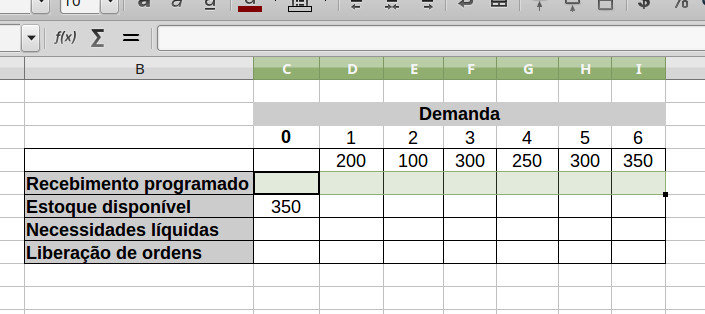 10 a a a a $ %
f(x) Σ =
B C D E F G H I
Demanda
0 1 2 3 4 5 6
200 100 300 250 300 350
Recebimento programado
Estoque disponível 350
Necessidades líquidas
Liberação de ordens